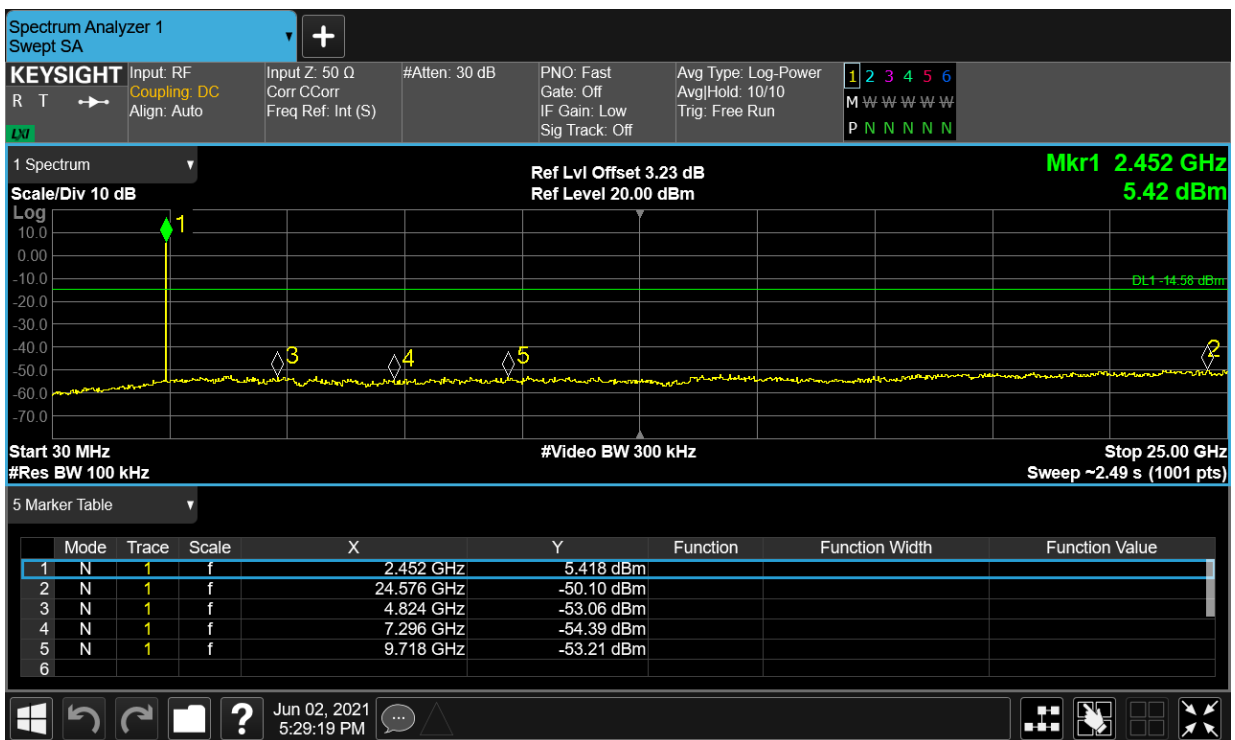 Spectrum Analyzer 1
Swept SA
+
KEYSIGHT
R T
LXI
Input: RF
Coupling: DC
Align: Auto
Input Z: 50 Ω
Corr CCorr
Freq Ref: Int (S)
#Atten: 30 dB
PNO: Fast
Gate: Off
IF Gain: Low
Sig Track: Off
Avg Type: Log-Power
Avg|Hold: 10/10
Trig: Free Run
1 2 3 4 5 6
M W W W W W
P N N N N N
1 Spectrum
Scale/Div 10 dB
Ref Lvl Offset 3.23 dB
Ref Level 20.00 dBm
Mkr1 2.452 GHz
5.42 dBm
Log
10.0
0.00
-10.0
-20.0
-30.0
-40.0
-50.0
-60.0
-70.0
1
3
4
5
2
DL1 -14.58 dBm
Start 30 MHz
#Res BW 100 kHz
#Video BW 300 kHz
Stop 25.00 GHz
Sweep ~2.49 s (1001 pts)
5 Marker Table
Mode Trace Scale X Y Function Function Width Function Value
1 N 1 f 2.452 GHz 5.418 dBm
2 N 1 f 24.576 GHz -50.10 dBm
3 N 1 f 4.824 GHz -53.06 dBm
4 N 1 f 7.296 GHz -54.39 dBm
5 N 1 f 9.718 GHz -53.21 dBm
6
?
Jun 02, 2021
5:29:19 PM